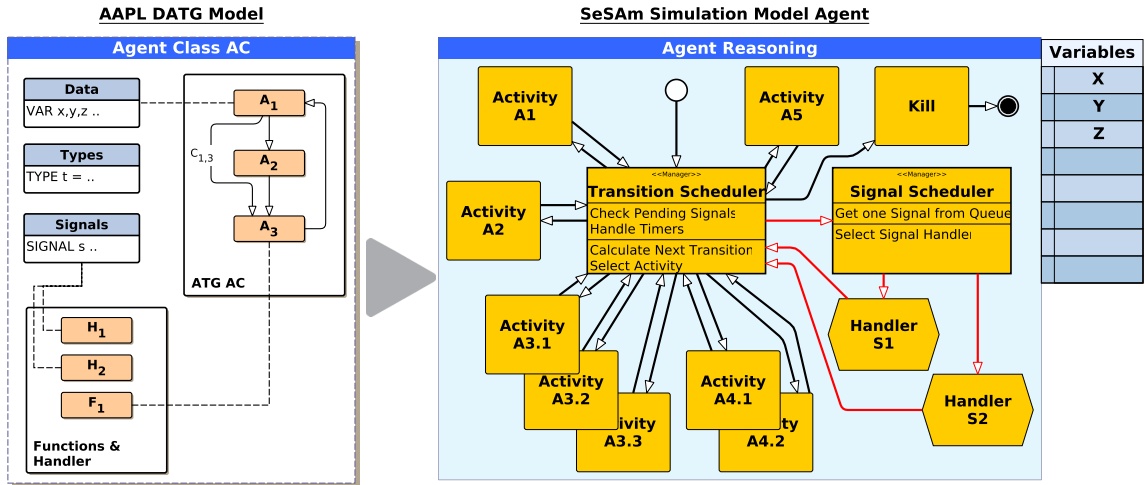 AAPL DATG Model
Agent Class AC
Data
VAR x,y,z ..
Types
TYPE t = ..
Signals
SIGNAL s ..
A1
C1,3
A2
A3
ATG AC
H1
H2
F1
Functions &
Handler
SeSAm Simulation Model Agent
Agent Reasoning
Activity
A1
Activity
A5
Kill
Activity
A2
<<Manager>>
Transition Scheduler
Check Pending Signals
Handle Timers
Calculate Next Transition
Select Activity
<<Manager>>
Signal Scheduler
Get one Signal from Queue
Select Signal Handler
Activity
A3.1
Activity
A3.2
ivity
A3.3
Activity
A4.1
A4.2
Handler
S1
Handler
S2
Variables
X
Y
Z